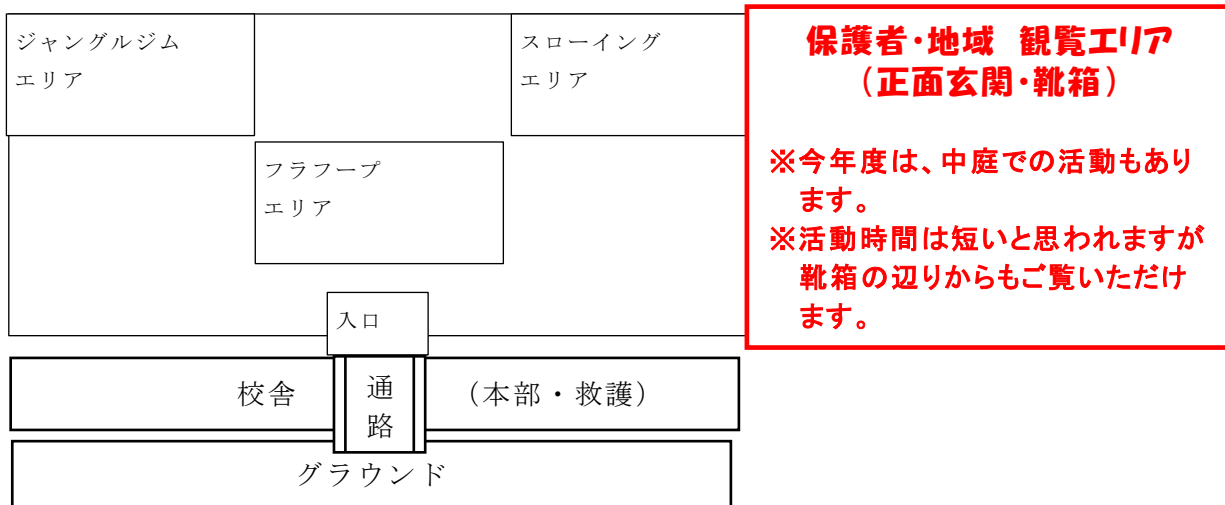 ジャングルジム
エリア
スローイング
エリア
フラフープ
エリア
入口
校舎
通
路
（本部・救護）
グラウンド
保護者・地域　観覧エリア
（正面玄関・靴箱）
※今年度は、中庭での活動もあり
ます。
※活動時間は短いと思われますが
靴箱の辺りからもご覧いただけ
ます。